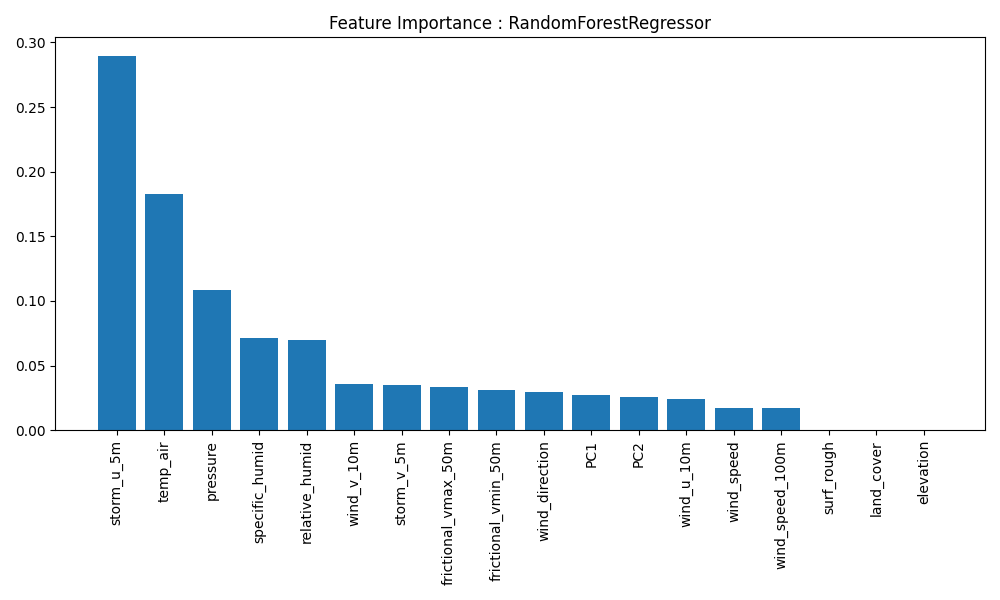 Feature Importance : RandomForestRegressor
0.30
0.25
0.20
0.15
0.10
0.05
0.00
storm_u_5m
temp_air
pressure
specific_humid
relative_humid
wind_v_10m
storm_v_5m
frictional_vmax_50m
frictional_vmin_50m
wind_direction
PC1
PC2
wind_u_10m
wind_speed
wind_speed_100m
surf_rough
land_cover
elevation